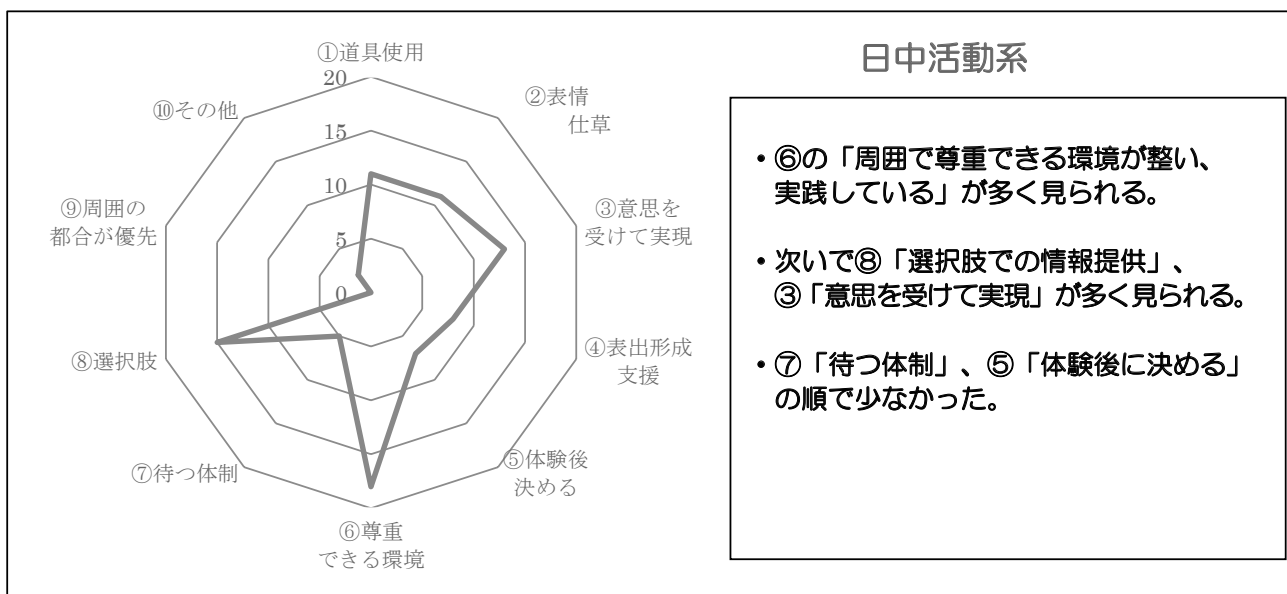 日中活動系
①道具使用
②表情
仕草
③意思を
受けて実現
④表出形成
支援
⑤体験後
決める
⑥尊重
できる環境
⑦待つ体制
⑧選択肢
⑨周囲の
都合が優先
⑩その他
20
15
10
5
0
・⑥の「周囲で尊重できる環境が整い、
実践している」が多く見られる。
・次いで⑧「選択肢での情報提供」、
③「意思を受けて実現」が多く見られる。
・⑦「待つ体制」、⑤「体験後に決める」
の順で少なかった。